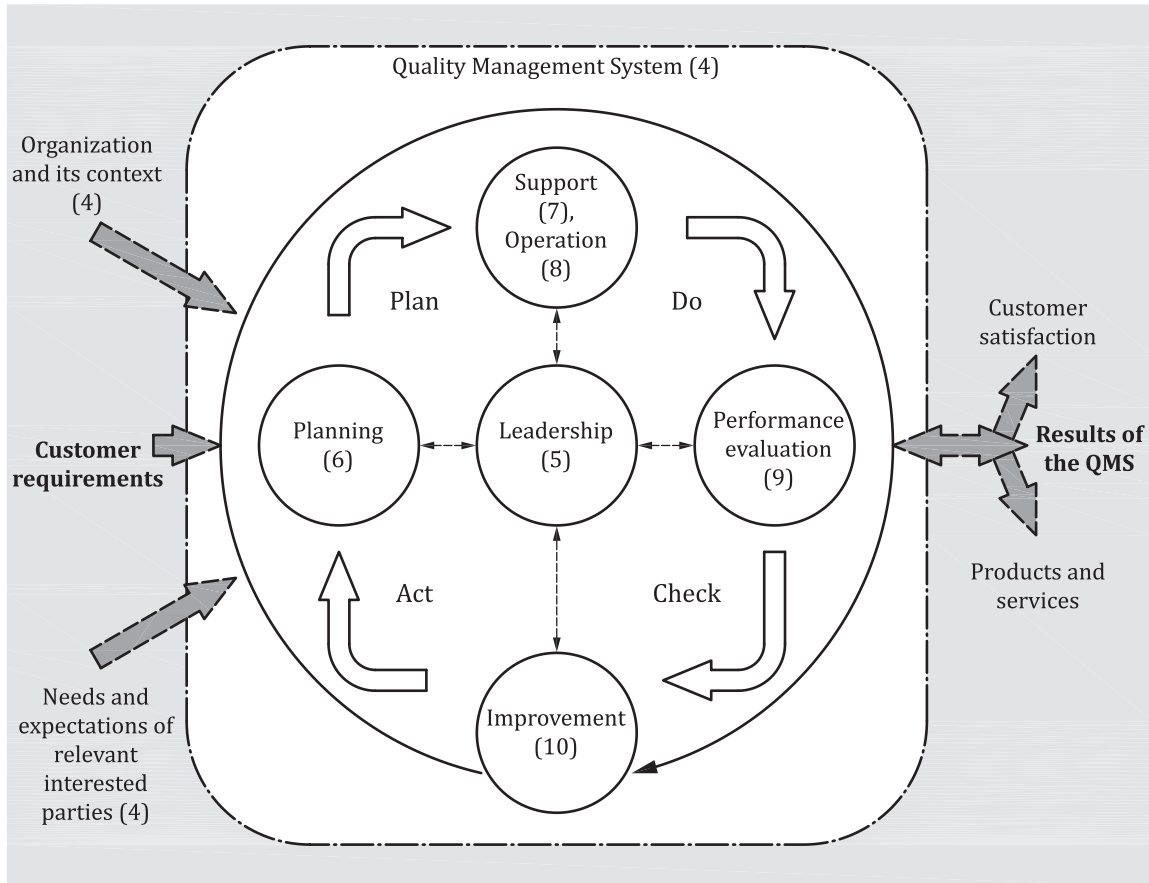 Quality Management System (4)
Organization
and its context
(4)
Support
(7),
Operation
(8)
Plan
Do
Customer
satisfaction
Planning
(6)
Leadership
(5)
Performance
evaluation
(9)
Customer
requirements
Results of
the QMS
Act
Check
Products and
services
Improvement
(10)
Needs and
expectations of
relevant
interested
parties (4)